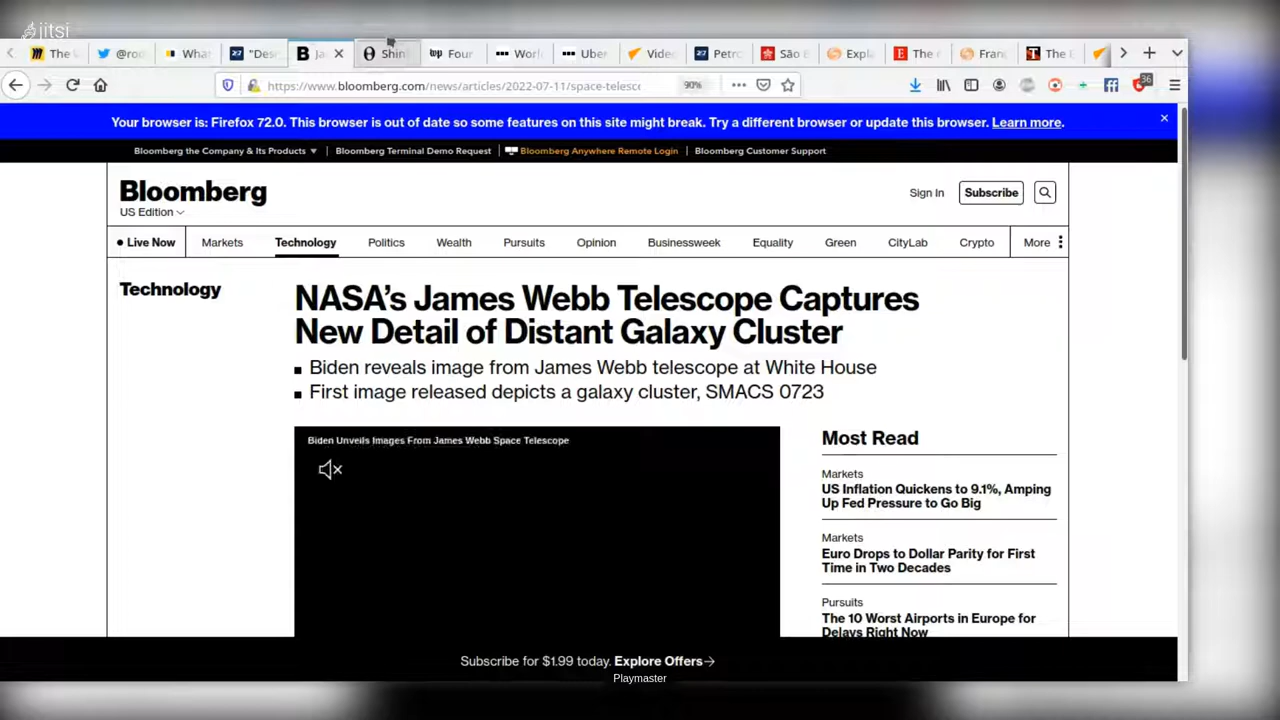 jitsi
The
@rod
What
"Des
B Ja
Shin
wp Four
Worl
Uber
Video
Petro
São B
Expla
The
Fran
The E
https://www.bloomberg.com/news/articles/2022-07-11/space-telesc
90%
36
Your browser is: Firefox 72.0. This browser is out of date so some features on this site might break. Try a different browser or update this browser. Learn more.
Bloomberg the Company & Its Products
Bloomberg Terminal Demo Request
Bloomberg Anywhere Remote Login
Bloomberg Customer Support
Bloomberg
US Edition
Sign In
Subscribe
Live Now
Markets
Technology
Politics
Wealth
Pursuits
Opinion
Businessweek
Equality
Green
CityLab
Crypto
More
Technology
NASA's James Webb Telescope Captures
New Detail of Distant Galaxy Cluster
Biden reveals image from James Webb telescope at White House
First image released depicts a galaxy cluster, SMACS 0723
Biden Unveils Images From James Webb Space Telescope
Most Read
Markets
US Inflation Quickens to 9.1%, Amping
Up Fed Pressure to Go Big
Markets
Euro Drops to Dollar Parity for First
Time in Two Decades
Pursuits
The 10 Worst Airports in Europe for
Delays Right Now
Subscribe for $1.99 today. Explore Offers
Playmaster